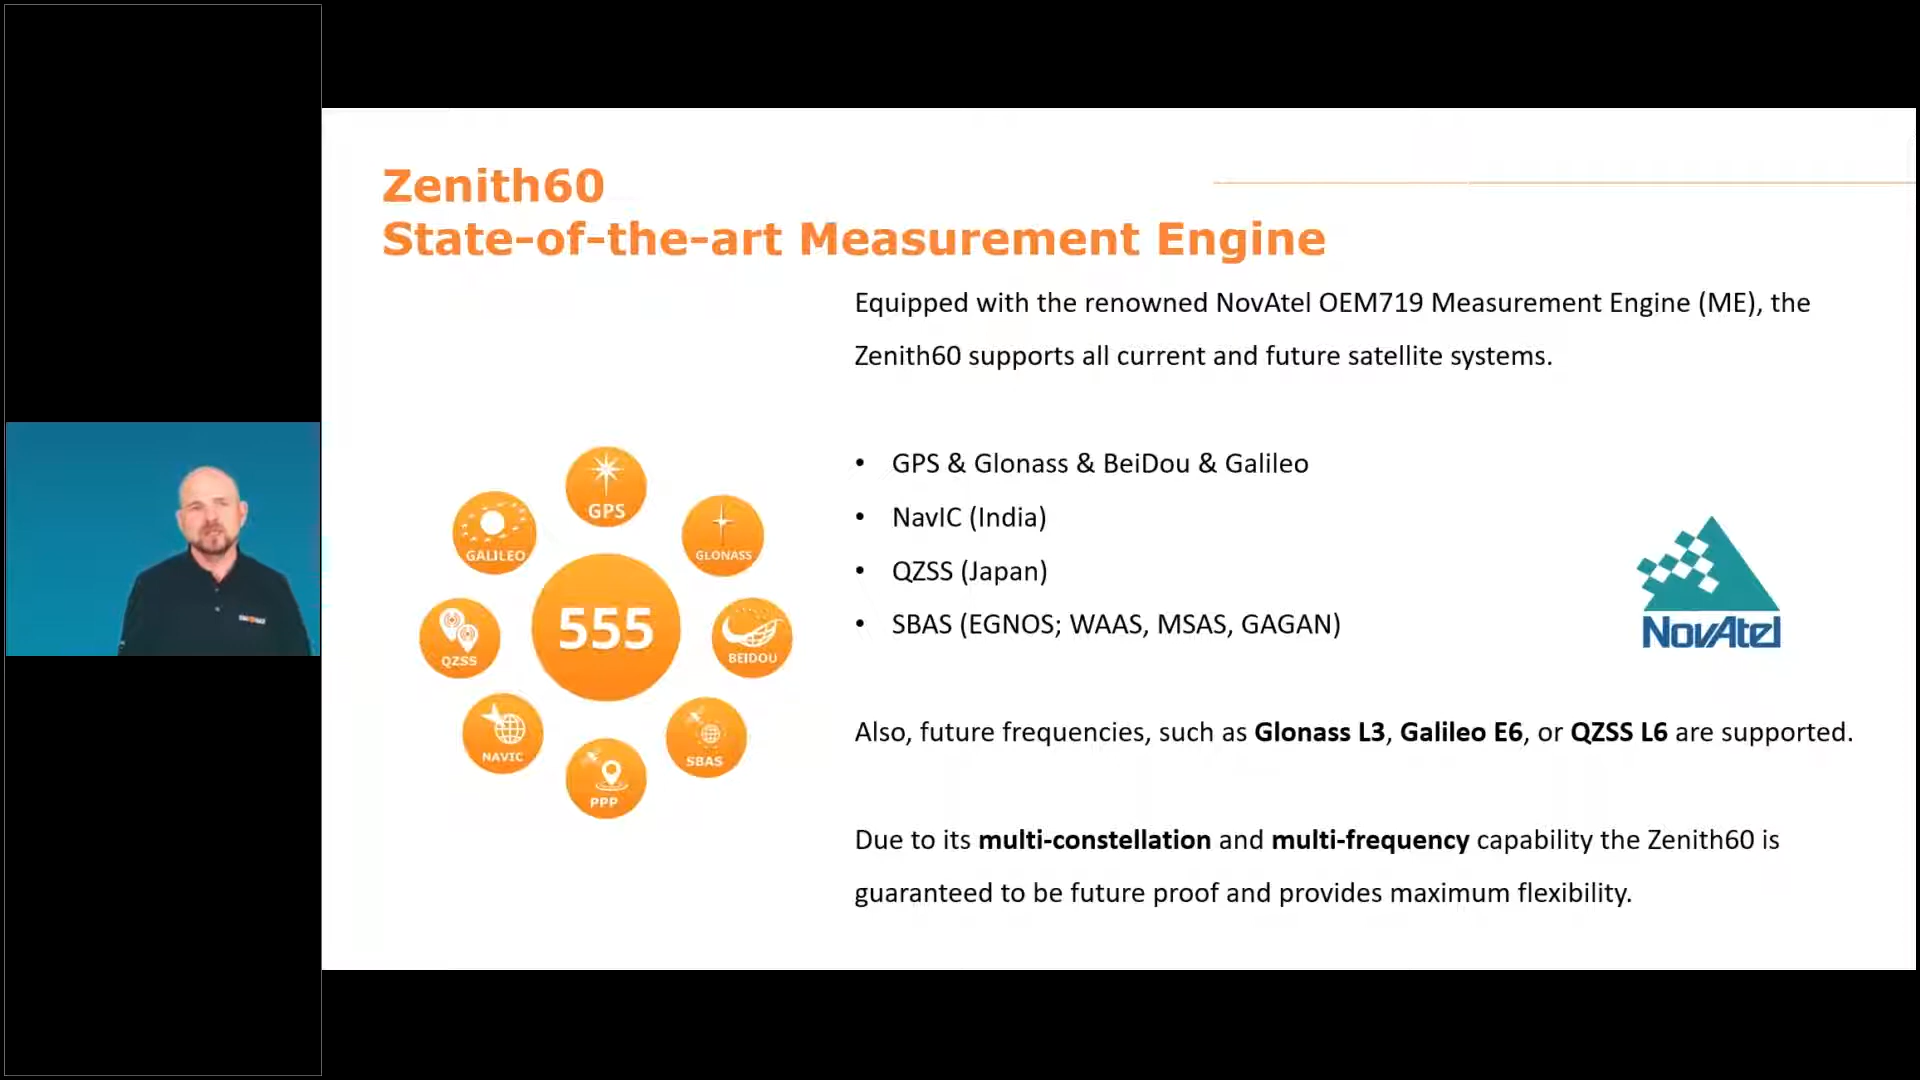 Zenith60
State-of-the-art Measurement Engine
Equipped with the renowned NovAtel OEM719 Measurement Engine (ME), the
Zenith60 supports all current and future satellite systems.
• GPS & Glonass & BeiDou & Galileo
• NavIC (India)
• QZSS (Japan)
• SBAS (EGNOS; WAAS, MSAS, GAGAN)
Also, future frequencies, such as Glonass L3, Galileo E6, or QZSS L6 are supported.
Due to its multi-constellation and multi-frequency capability the Zenith60 is
guaranteed to be future proof and provides maximum flexibility.
GPS
GALILEO
GLONASS
555
QZSS
BEIDOU
NAVIC
SBAS
PPP
NovAtel